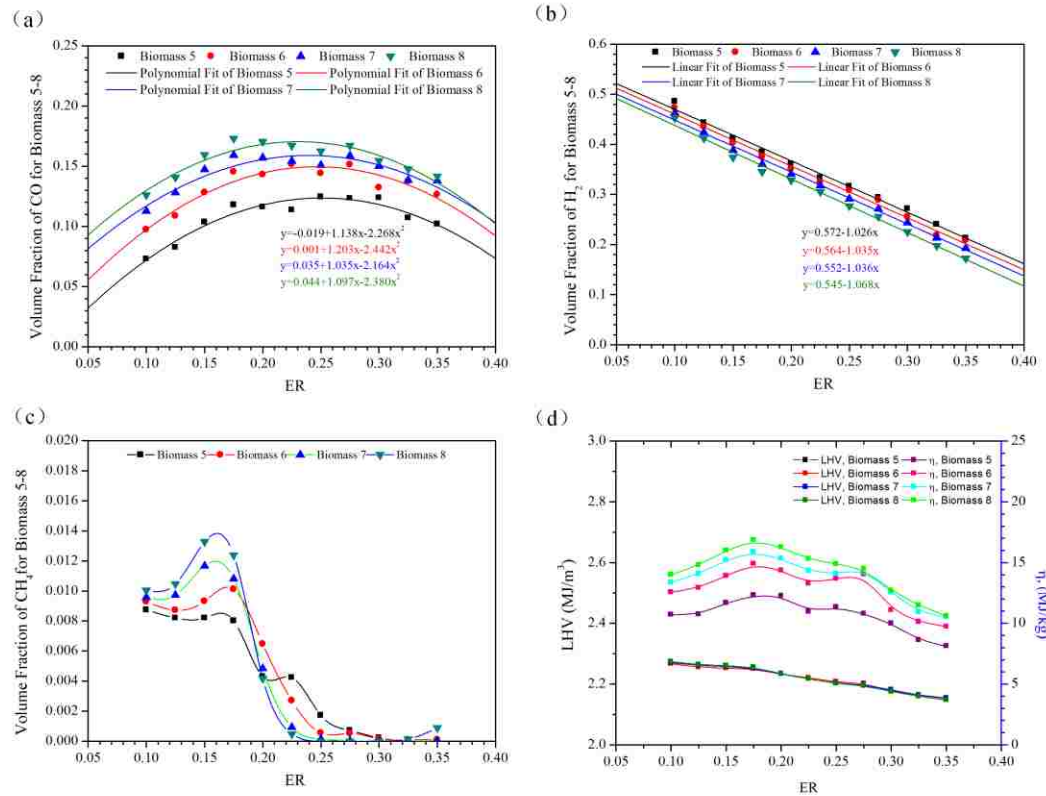 (a)
0.25
Biomass 5 Biomass 6 Biomass 7 Biomass 8
Polynomial Fit of Biomass 5 Polynomial Fit of Biomass 6
Polynomial Fit of Biomass 7 Polynomial Fit of Biomass 8
0.20
0.15
0.10
0.05
0.00
Volume Fraction of CO for Biomass 5-8
y=-0.019+1.138x-2.268x²
y=0.001+1.203x-2.442x²
y=0.035+1.035x-2.164x²
y=0.044+1.097x-2.380x²
0.05 0.10 0.15 0.20 0.25 0.30 0.35 0.40
ER
(b)
0.6
Biomass 5 Biomass 6 Biomass 7 Biomass 8
Linear Fit of Biomass 5 Linear Fit of Biomass 6
Linear Fit of Biomass 7 Linear Fit of Biomass 8
0.5
0.4
0.3
0.2
0.1
0.0
Volume Fraction of H₂ for Biomass 5-8
y=0.572-1.026x
y=0.564-1.035x
y=0.552-1.036x
y=0.545-1.068x
0.05 0.10 0.15 0.20 0.25 0.30 0.35 0.40
ER
(c)
0.020
Biomass 5 Biomass 6 Biomass 7 Biomass 8
0.018
0.016
0.014
0.012
0.010
0.008
0.006
0.004
0.002
0.000
Volume Fraction of CH₄ for Biomass 5-8
0.05 0.10 0.15 0.20 0.25 0.30 0.35 0.40
ER
(d)
3.0
2.8
2.6
2.4
2.2
2.0
LHV (MJ/m³)
LHV, Biomass 5 η, Biomass 5
LHV, Biomass 6 η, Biomass 6
LHV, Biomass 7 η, Biomass 7
LHV, Biomass 8 η, Biomass 8
25
20
15
10
5
0
η, (MJ/kg)
0.05 0.10 0.15 0.20 0.25 0.30 0.35 0.40
ER